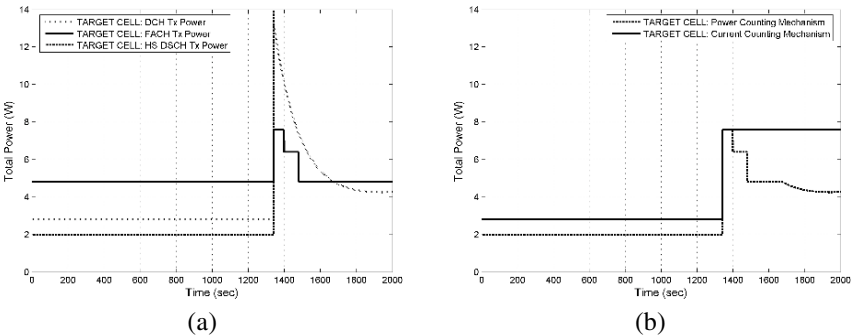 TARGET CELL: DCH Tx Power
TARGET CELL: FACH Tx Power
TARGET CELL: HS DSCH Tx Power
Total Power (W)
14
12
10
8
6
4
2
0
0 200 400 600 800 1000 1200 1400 1600 1800 2000
Time (sec)
(a)
TARGET CELL: Power Counting Mechanism
TARGET CELL: Current Counting Mechanism
Total Power (W)
14
12
10
8
6
4
2
0
0 200 400 600 800 1000 1200 1400 1600 1800 2000
Time (sec)
(b)